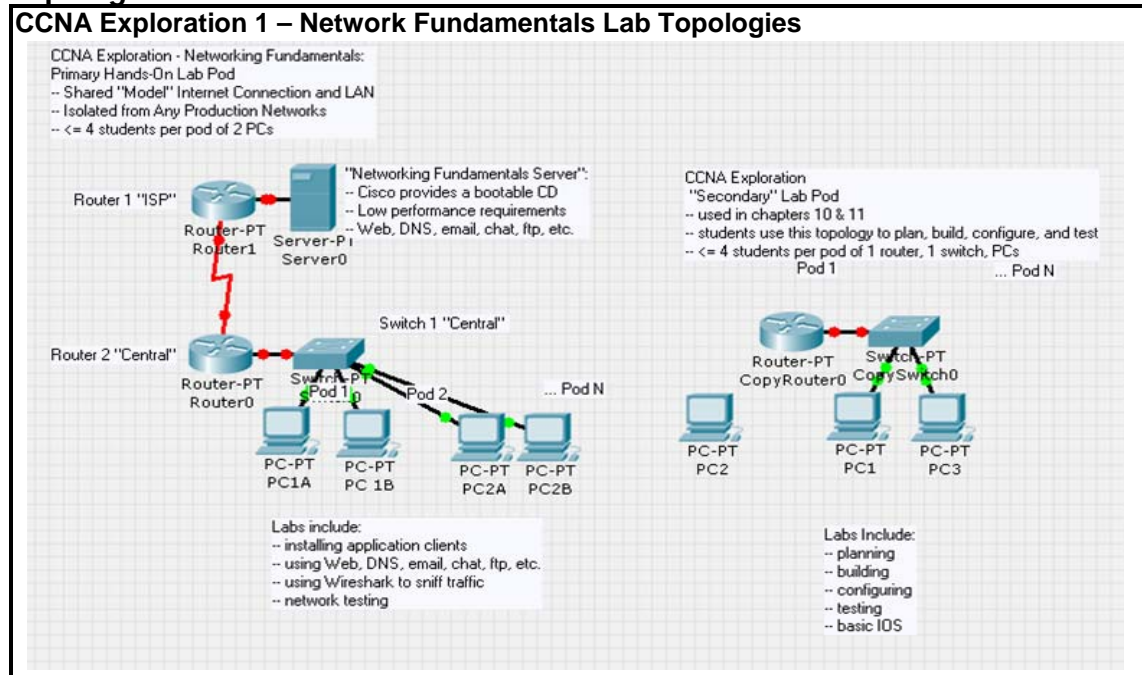 CCNA Exploration 1 – Network Fundamentals Lab Topologies
CCNA Exploration - Networking Fundamentals:
Primary Hands-On Lab Pod
-- Shared "Model" Internet Connection and LAN
-- Isolated from Any Production Networks
-- <= 4 students per pod of 2 PCs
Router 1 "ISP"
Router-PT
Router1
Server-PT
Server0
"Networking Fundamentals Server":
-- Cisco provides a bootable CD
-- Low performance requirements
-- Web, DNS, email, chat, ftp, etc.
Switch 1 "Central"
Router 2 "Central"
Router-PT
Router0
Pod 1
Pod 2
... Pod N
PC-PT
PC1A
PC-PT
PC 1B
PC-PT
PC2A
PC-PT
PC2B
Labs include:
-- installing application clients
-- using Web, DNS, email, chat, ftp, etc.
-- using Wireshark to sniff traffic
-- network testing
CCNA Exploration
"Secondary" Lab Pod
-- used in chapters 10 & 11
-- students use this topology to plan, build, configure, and test
-- <= 4 students per pod of 1 router, 1 switch, PCs
Pod 1
... Pod N
Router-PT
CopyRouter0
Switch-PT
CopySwitch0
PC-PT
PC2
PC-PT
PC1
PC-PT
PC3
Labs Include:
-- planning
-- building
-- configuring
-- testing
-- basic IOS